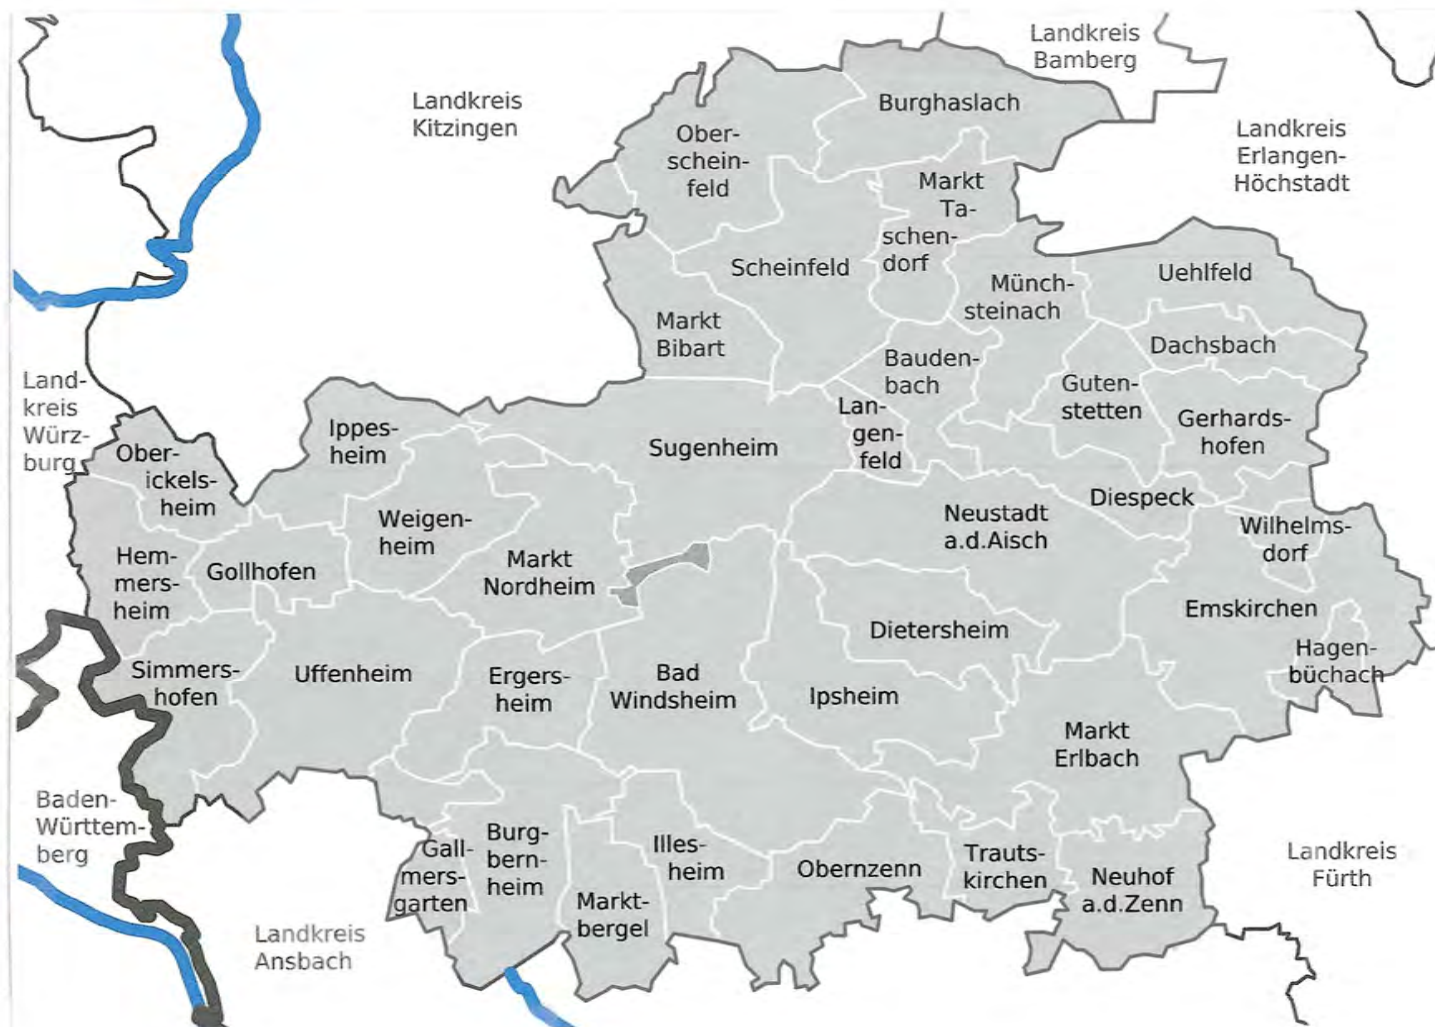 Landkreis
Bamberg
Landkreis
Kitzingen
Burghaslach
Landkreis
Erlangen-
Höchstadt
Ober-
schein-
feld
Markt
Ta-
schen-
dorf
Scheinfeld
Uehlfeld
Münch-
steinach
Markt
Bibart
Dachsbach
Bauden-
bach
Guten-
stetten
Land-
kreis
Würz-
burg
Ippes-
heim
Lan-
gen-
feld
Gerhards-
hofen
Sugenheim
Ober-
ickels-
heim
Diespeck
Weigen-
heim
Neustadt
a.d.Aisch
Wilhelms-
dorf
Hem-
mers-
heim
Gollhofen
Markt
Nordheim
Emskirchen
Dietersheim
Hagen-
büchach
Simmers-
hofen
Uffenheim
Ergers-
heim
Bad
Windsheim
Ipsheim
Markt
Erlbach
Baden-
Württem-
berg
Gall-
mers-
garten
Burg-
bern-
heim
Illes-
heim
Obernzenn
Trauts-
kirchen
Neuhof
a.d.Zenn
Landkreis
Fürth
Markt-
bergel
Landkreis
Ansbach